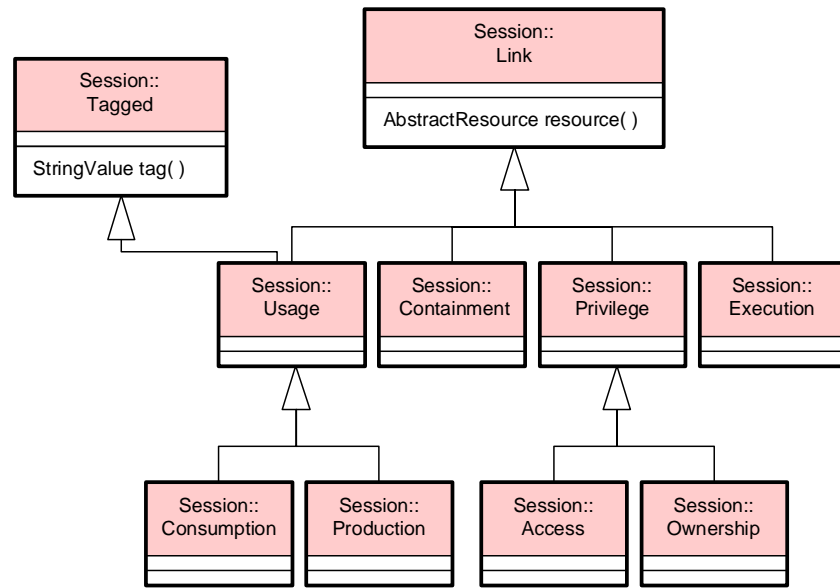 Session::
Link
AbstractResource resource( )
Session::
Tagged
StringValue tag( )
Session::
Usage
Session::
Containment
Session::
Privilege
Session::
Execution
Session::
Consumption
Session::
Production
Session::
Access
Session::
Ownership